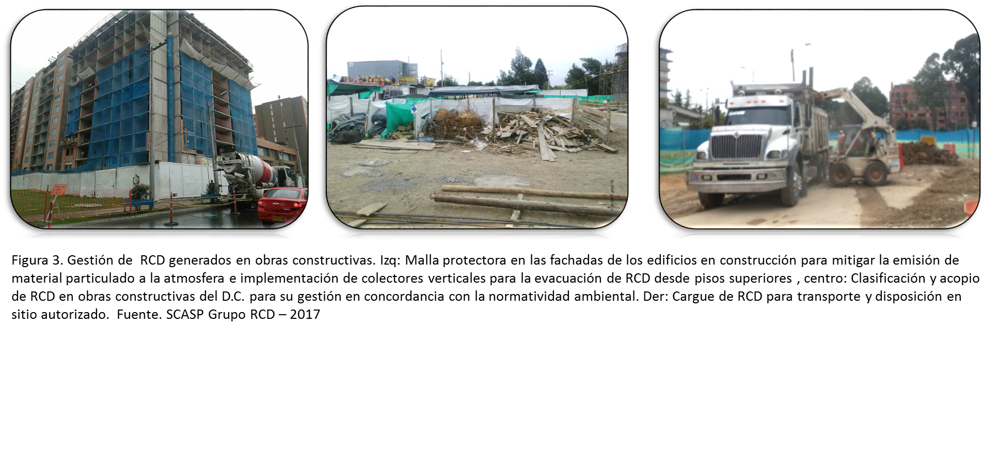 Figura 3. Gestión de  RCD generados en obras constructivas. Izq: Malla protectora en las fachadas de los edificios en construcción para mitigar la emisión de
material particulado a la atmosfera e implementación de colectores verticales para la evacuación de RCD desde pisos superiores , centro: Clasificación y acopio
de RCD en obras constructivas del D.C. para su gestión en concordancia con la normatividad ambiental. Der: Cargue de RCD para transporte y disposición en
sitio autorizado.  Fuente. SCASP Grupo RCD – 2017